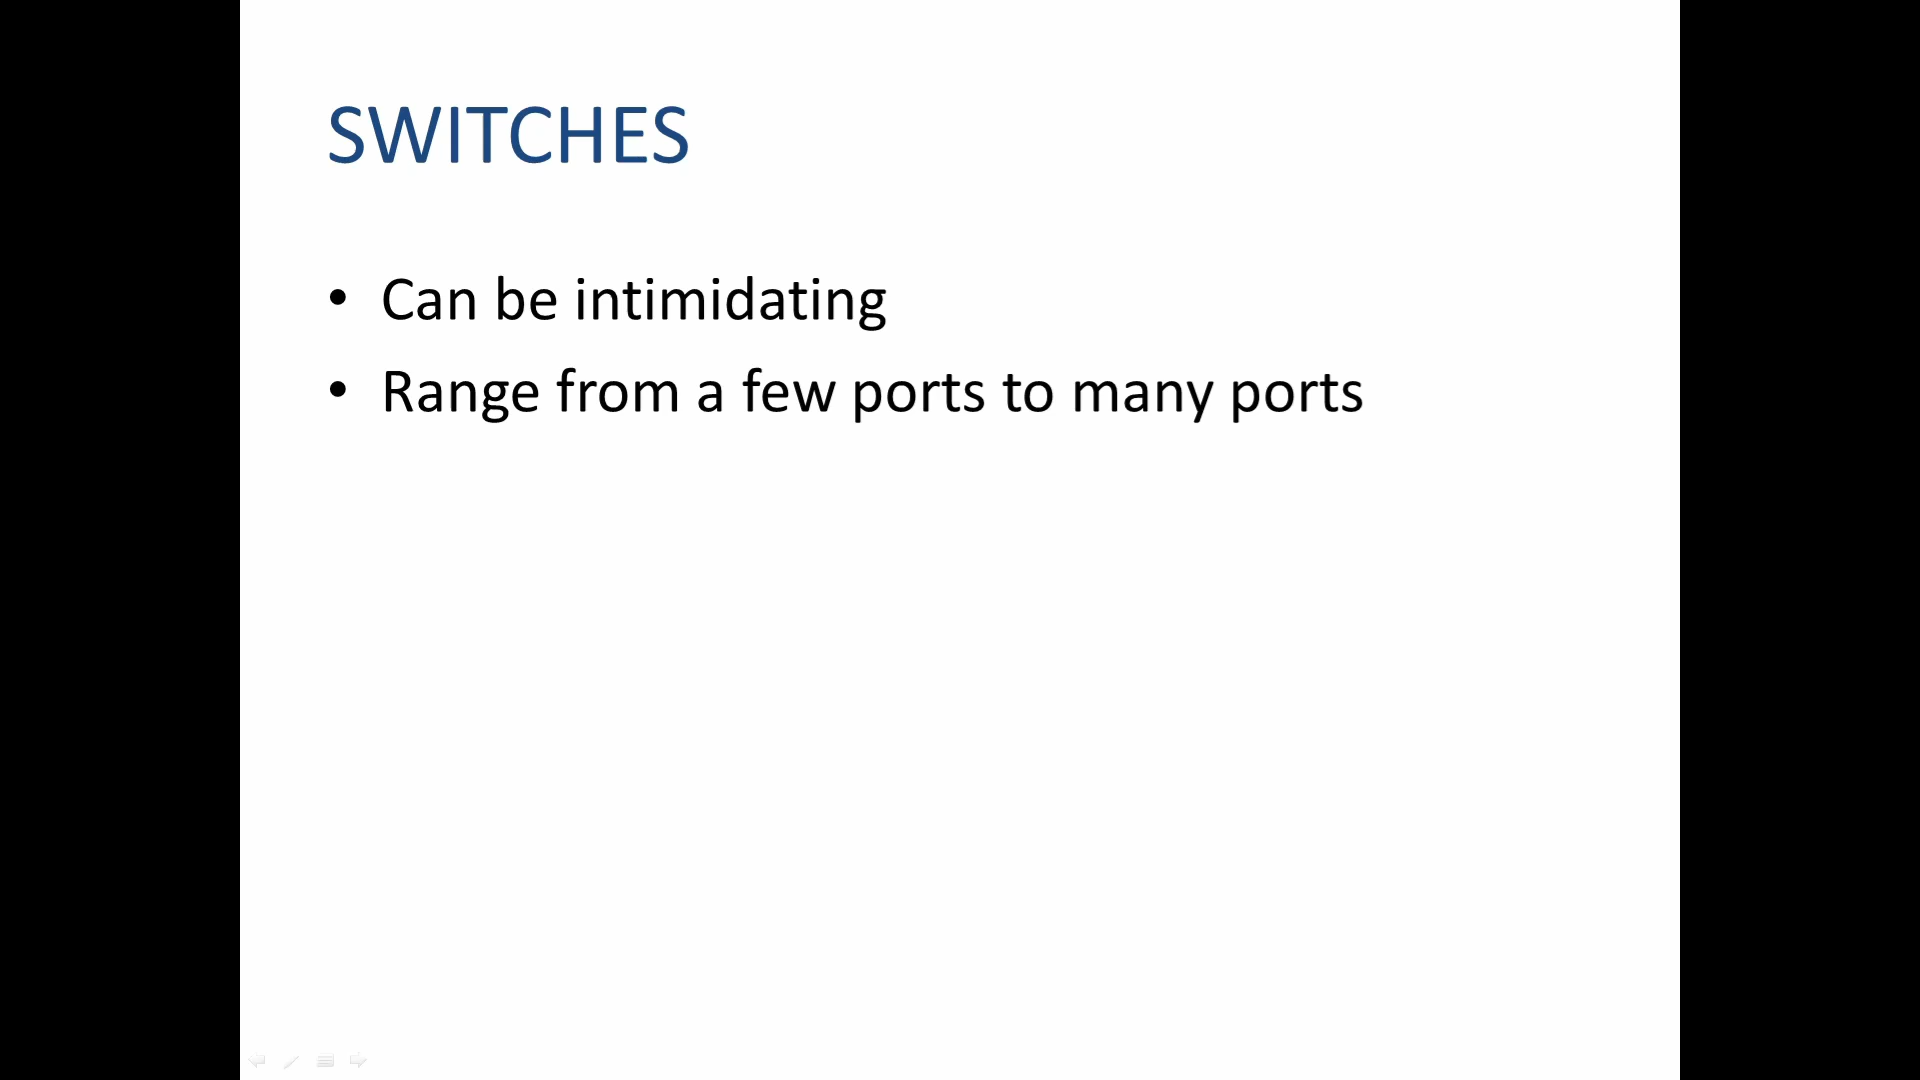 SWITCHES
• Can be intimidating
• Range from a few ports to many ports